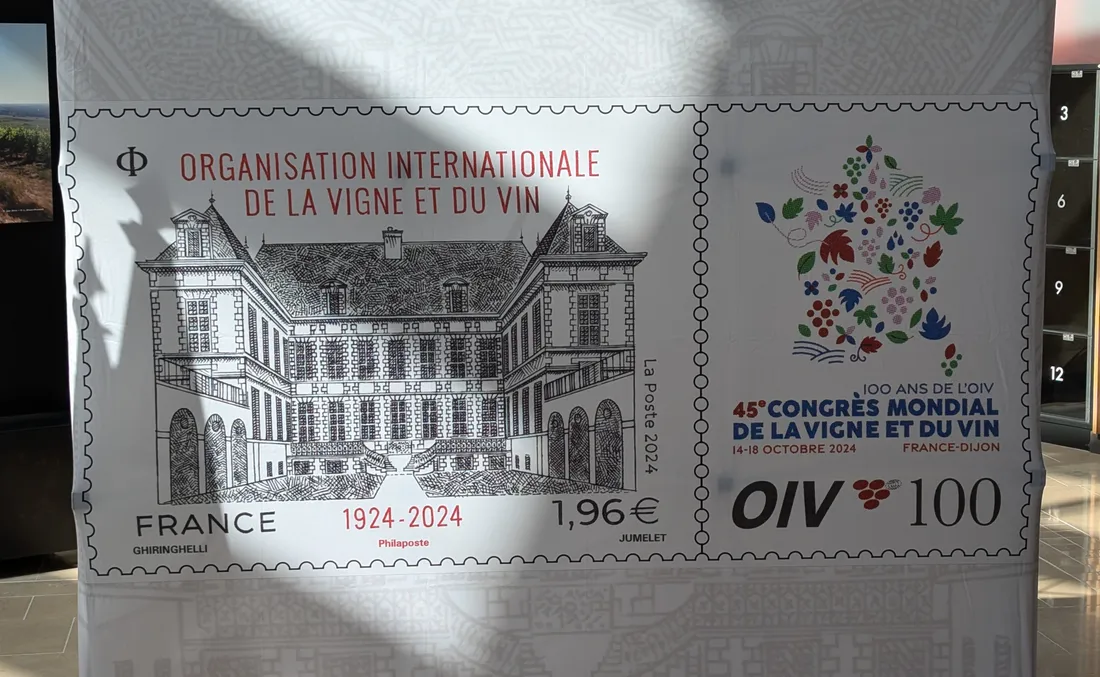 Φ
ORGANISATION INTERNATIONALE
DE LA VIGNE ET DU VIN
La Poste 2024
FRANCE
1924-2024
1,96€
GHIRINGHELLI
Philaposte
JUMELET
100 ANS DE L'OIV
45e CONGRÈS MONDIAL
DE LA VIGNE ET DU VIN
14-18 OCTOBRE 2024
FRANCE-DIJON
OIV 100
3
6
9
12